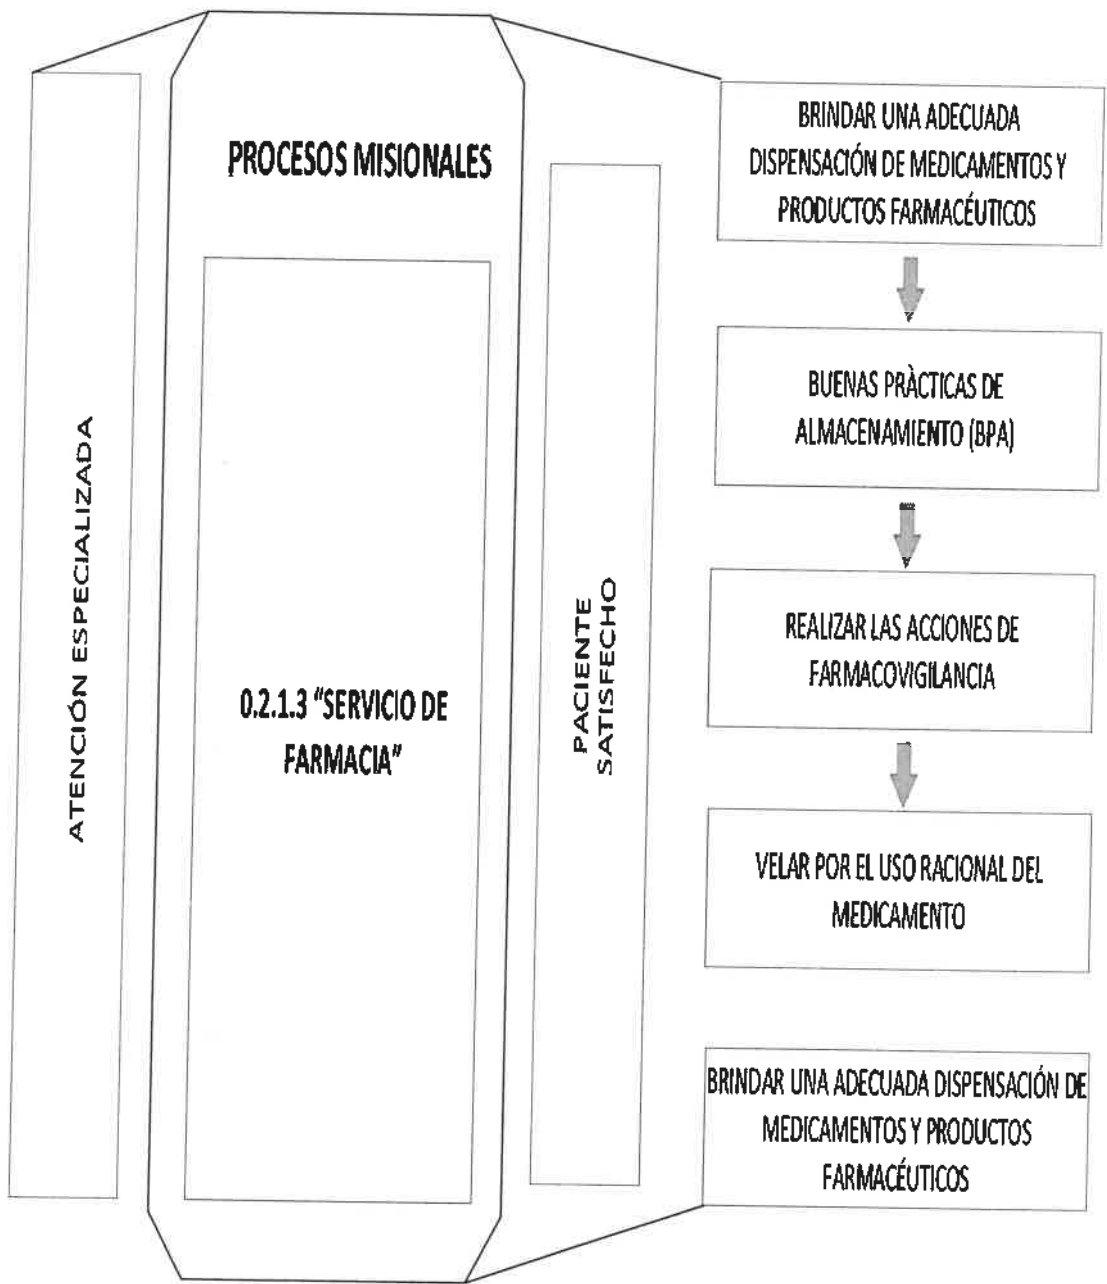 ATENCIÓN ESPECIALIZADA
PROCESOS MISIONALES
0.2.1.3 “SERVICIO DE
FARMACIA”
PACIENTE
SATISFECHO
BRINDAR UNA ADECUADA
DISPENSACIÓN DE MEDICAMENTOS Y
PRODUCTOS FARMACÉUTICOS
BUENAS PRÀCTICAS DE
ALMACENAMIENTO (BPA)
REALIZAR LAS ACCIONES DE
FARMACOVIGILANCIA
VELAR POR EL USO RACIONAL DEL
MEDICAMENTO
BRINDAR UNA ADECUADA DISPENSACIÓN DE
MEDICAMENTOS Y PRODUCTOS
FARMACÉUTICOS